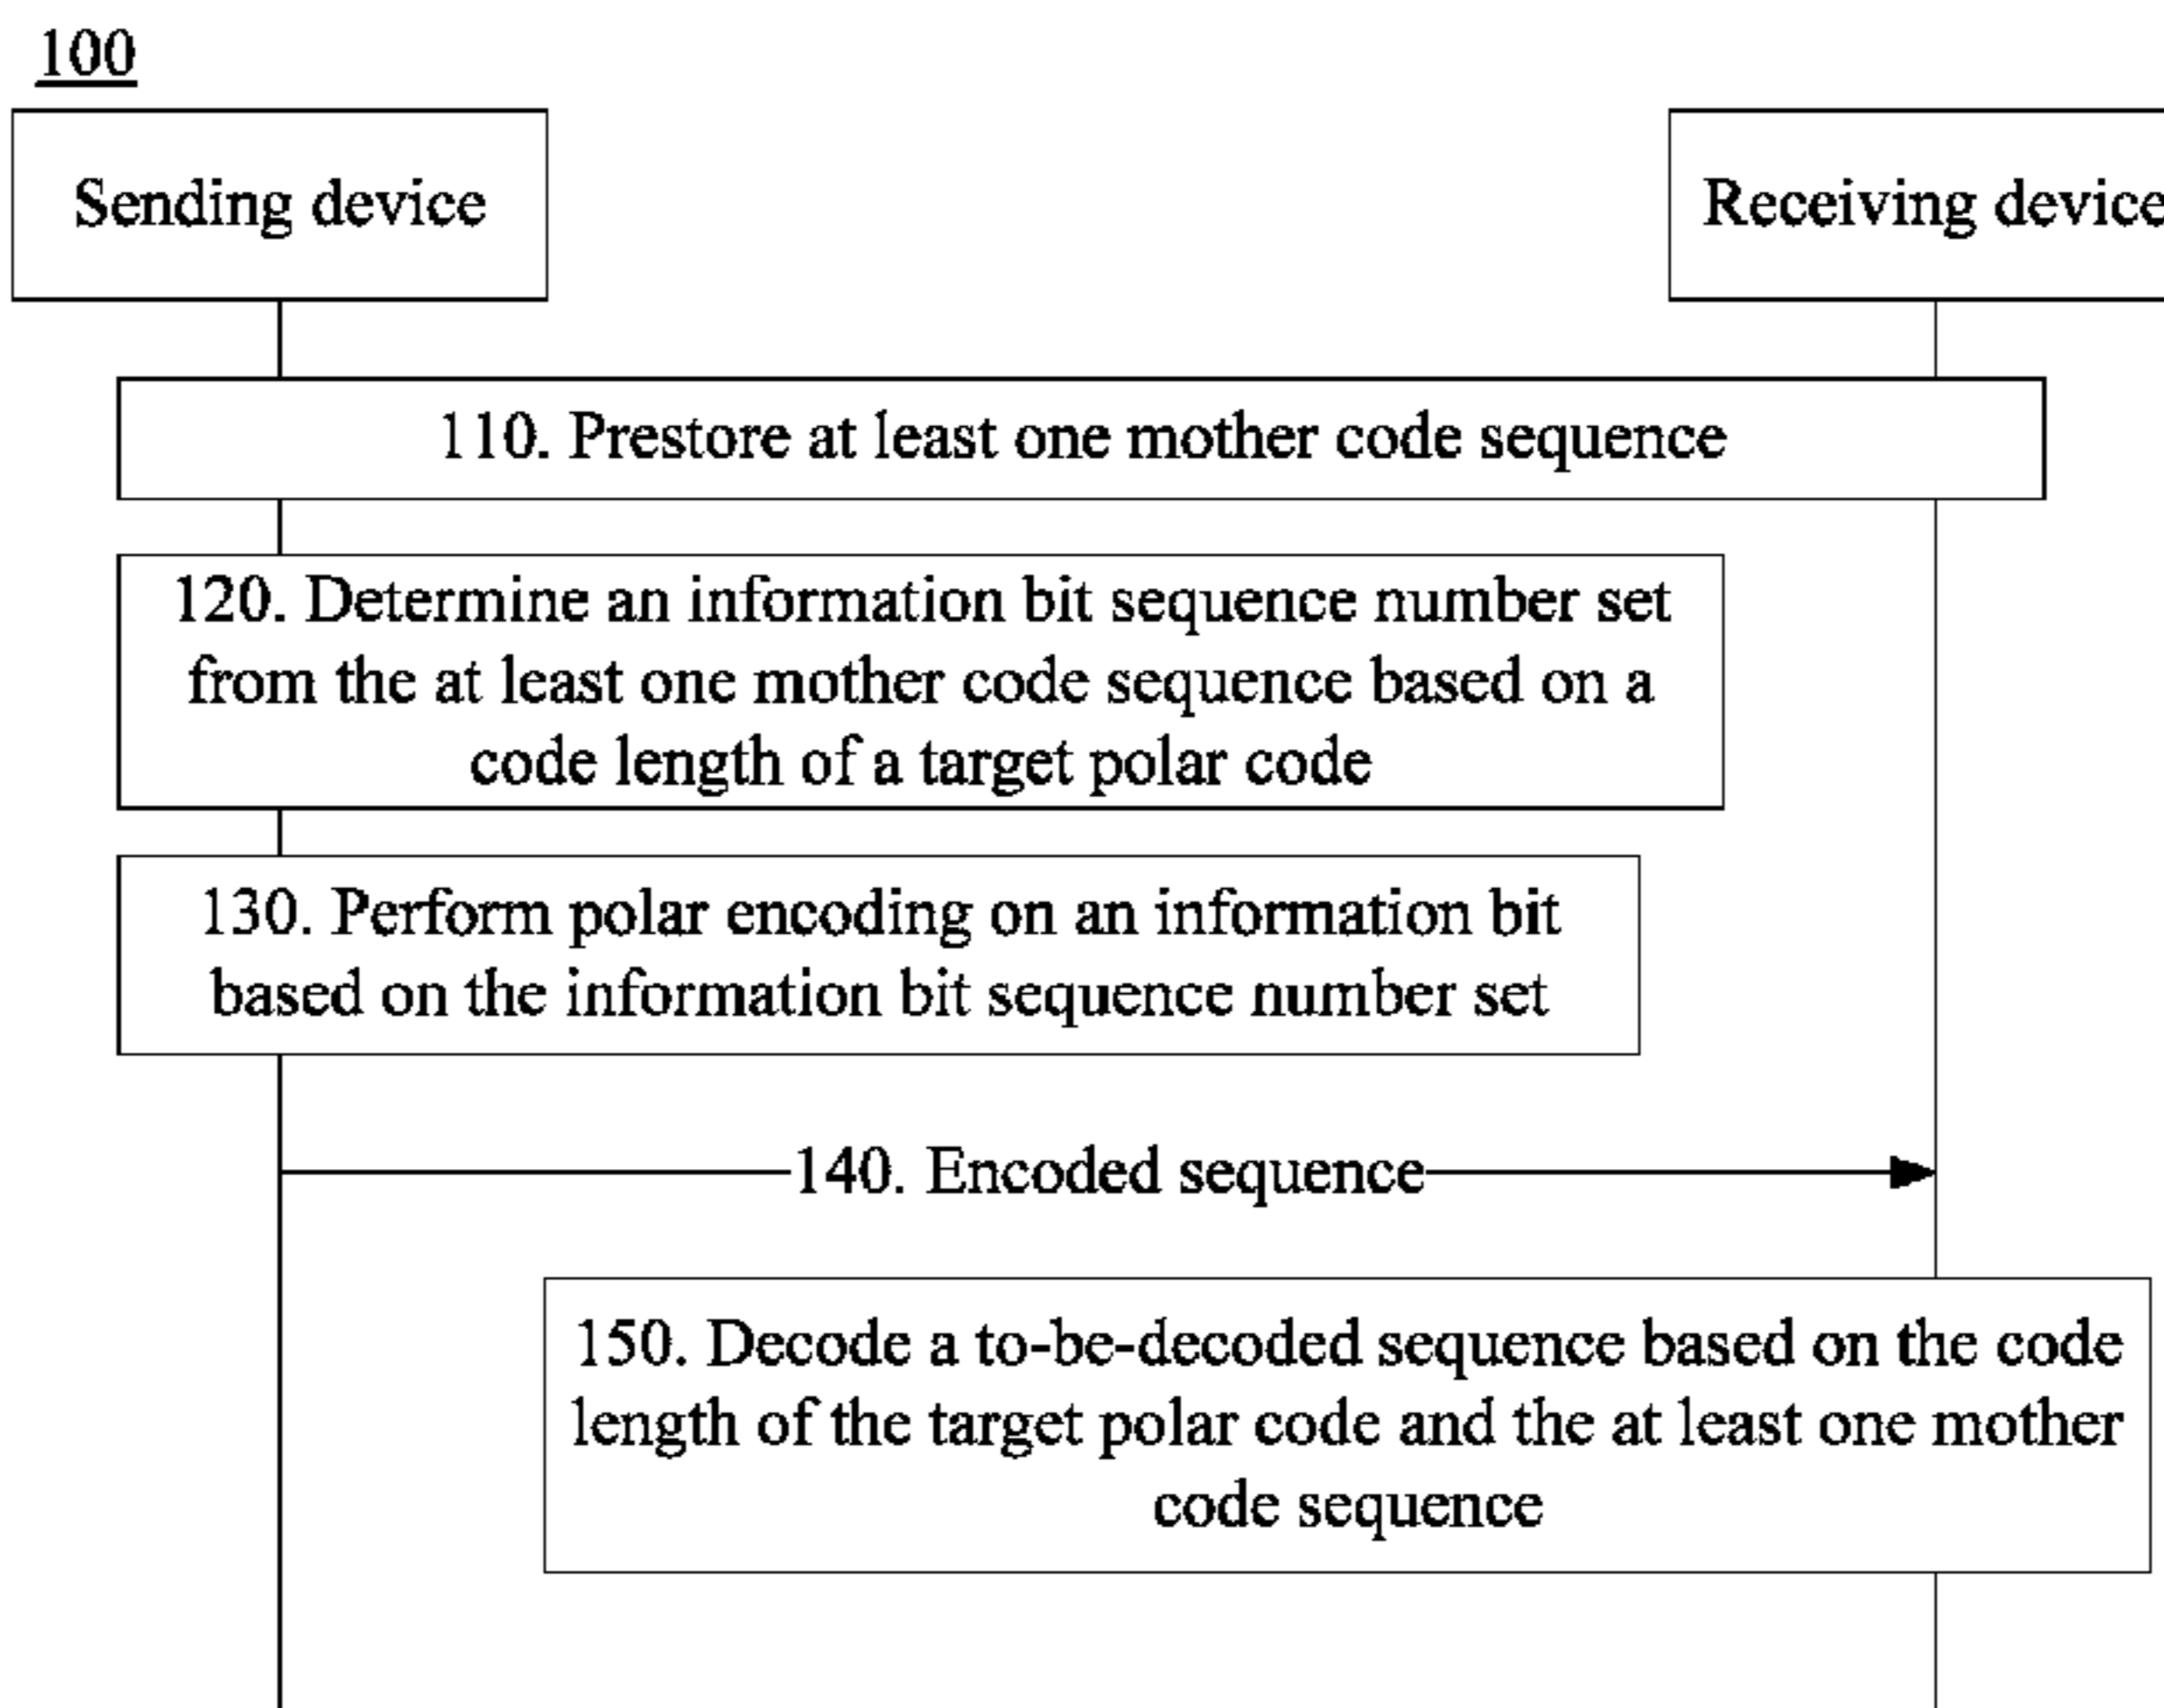 100
Sending device
Receiving device
110. Prestore at least one mother code sequence
120. Determine an information bit sequence number set
from the at least one mother code sequence based on a
code length of a target polar code
130. Perform polar encoding on an information bit
based on the information bit sequence number set
140. Encoded sequence
150. Decode a to-be-decoded sequence based on the code
length of the target polar code and the at least one mother
code sequence